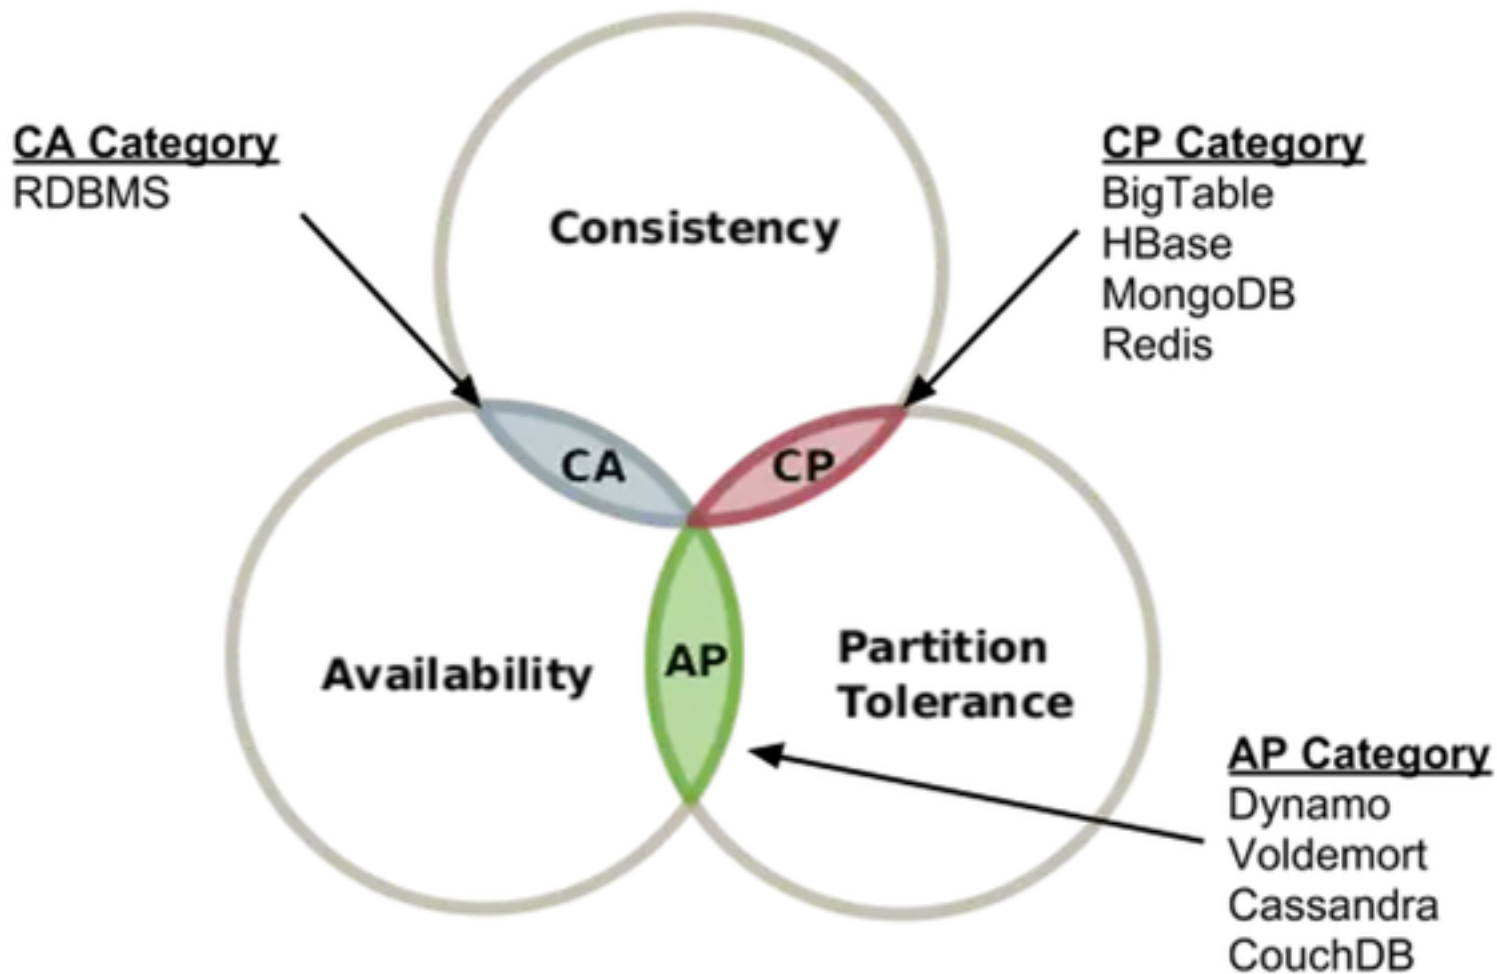 CA Category
RDBMS
Consistency
CP Category
BigTable
HBase
MongoDB
Redis
CA
CP
AP
Availability
Partition
Tolerance
AP Category
Dynamo
Voldemort
Cassandra
CouchDB